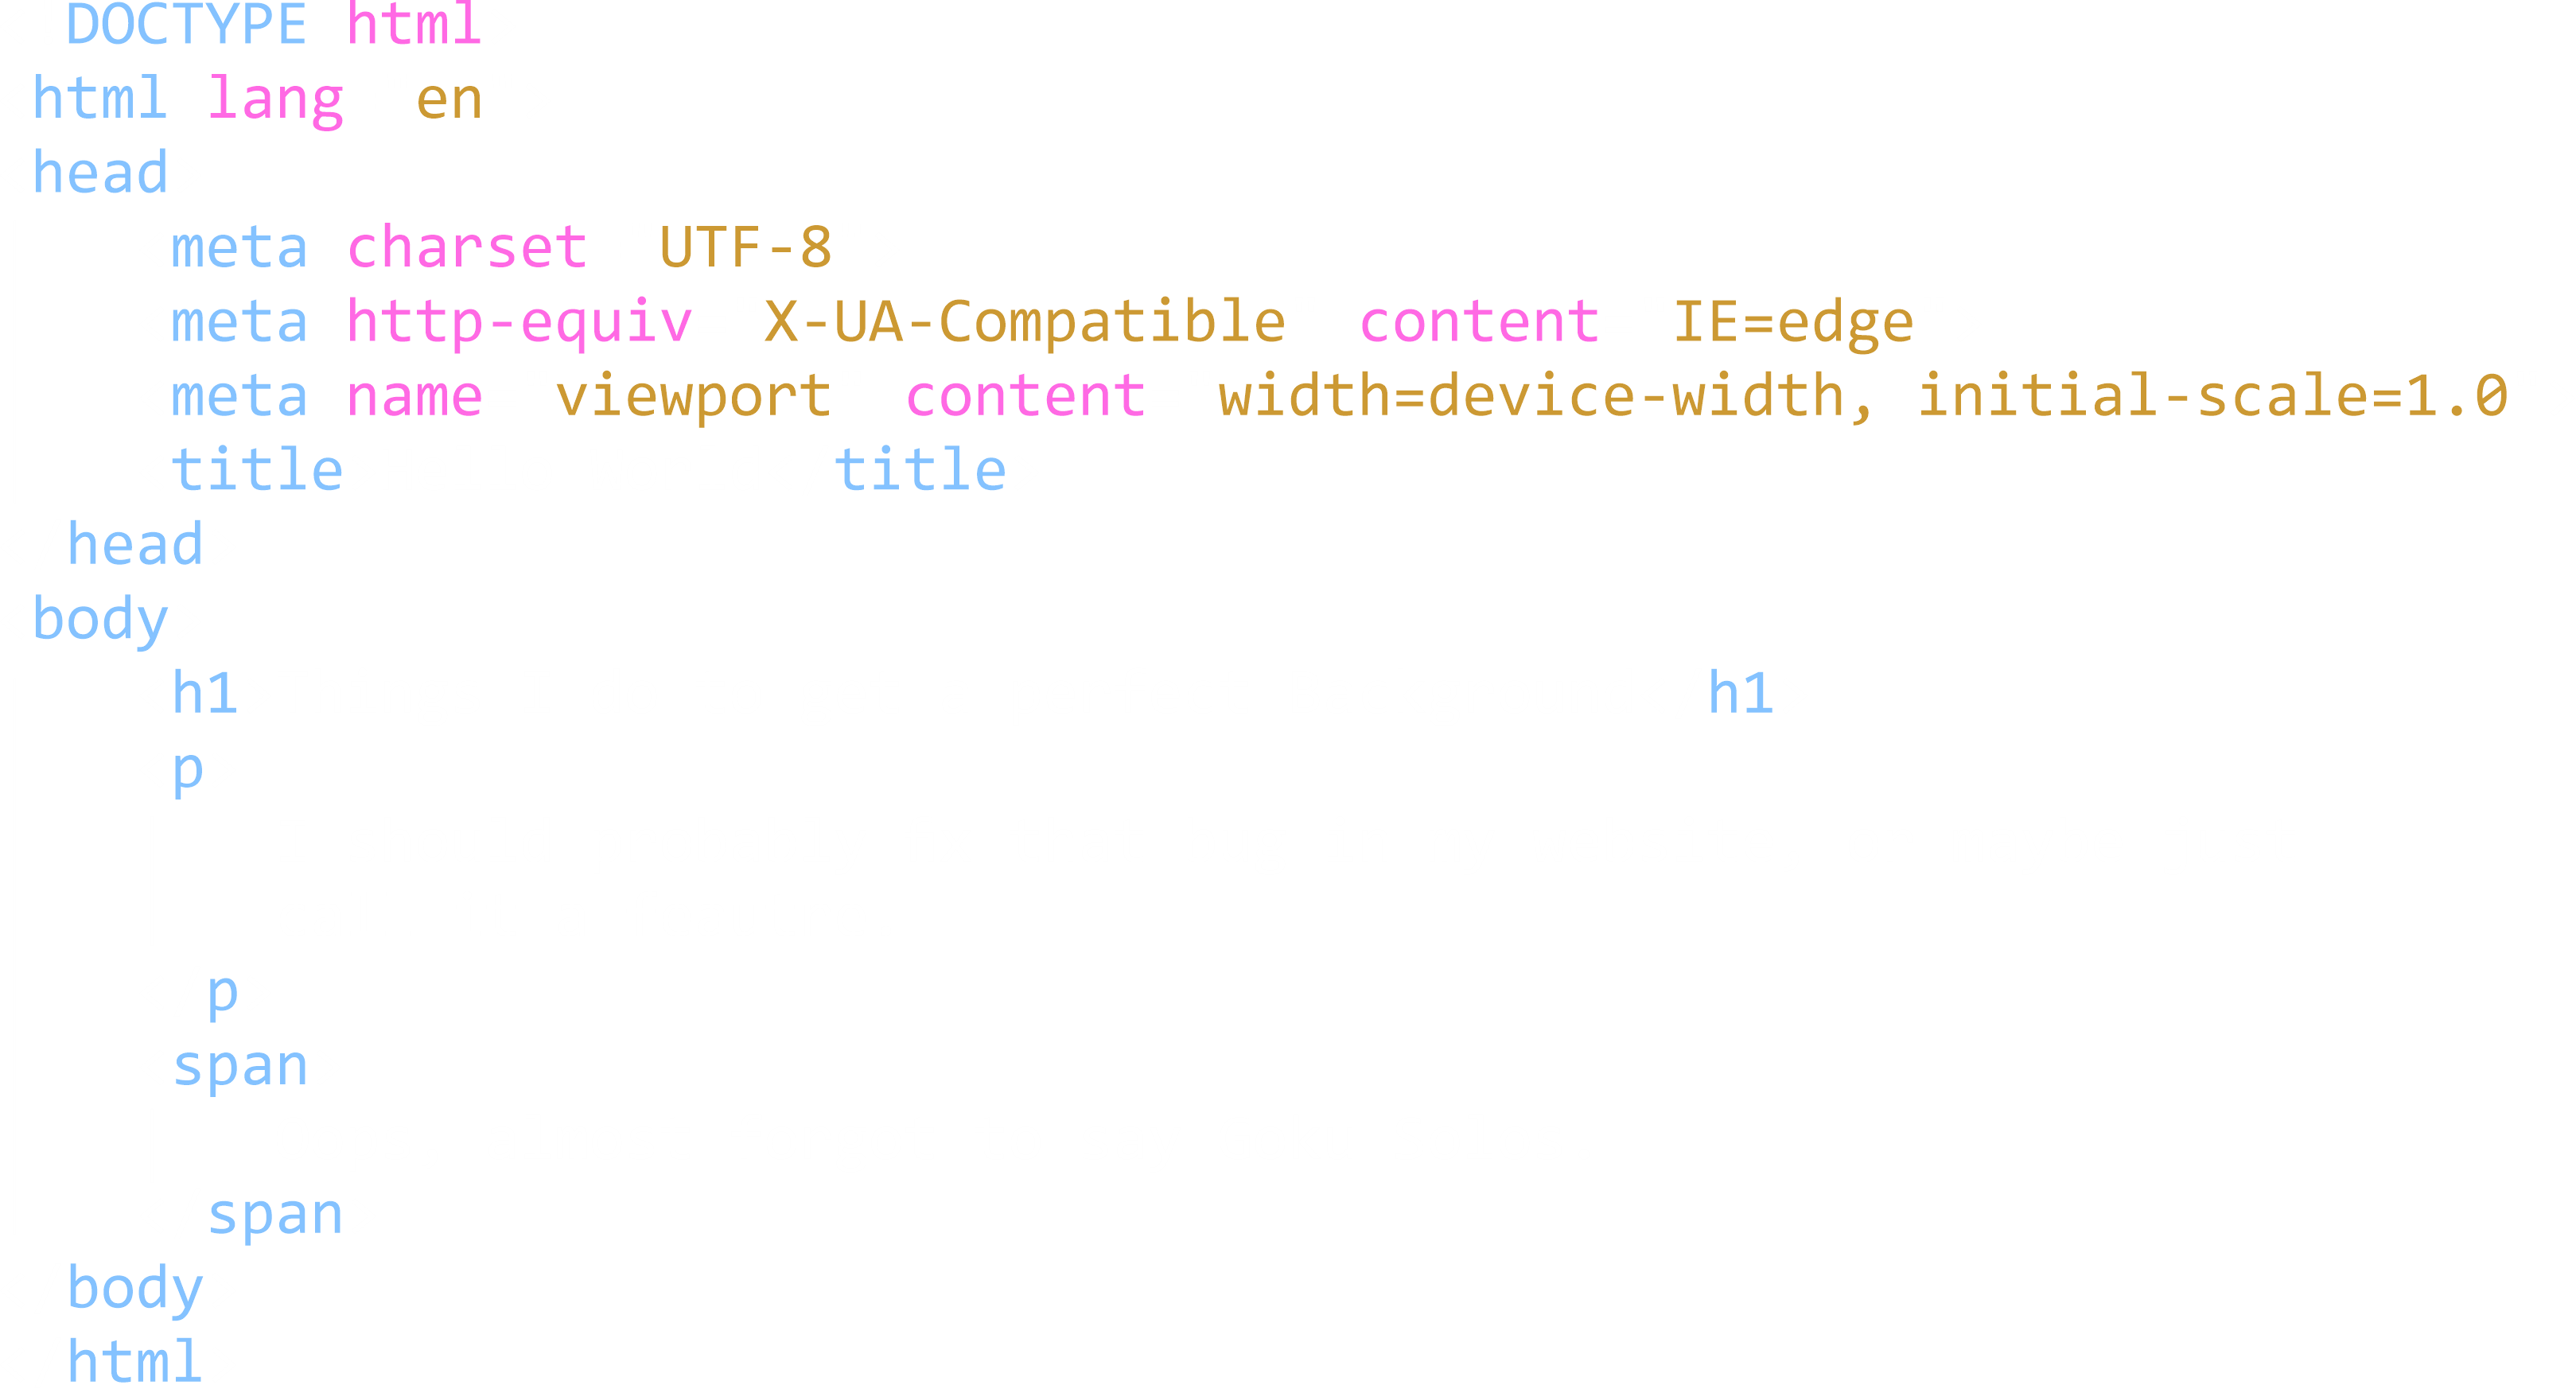 DOCTYPE html
html lang en
head
meta charset UTF-8
meta http-equiv X-UA-Compatible content IE=edge
meta name viewport content width=device-width, initial-scale=1.0
title title
head
body
h1 h1
p
p
span
span
body
html